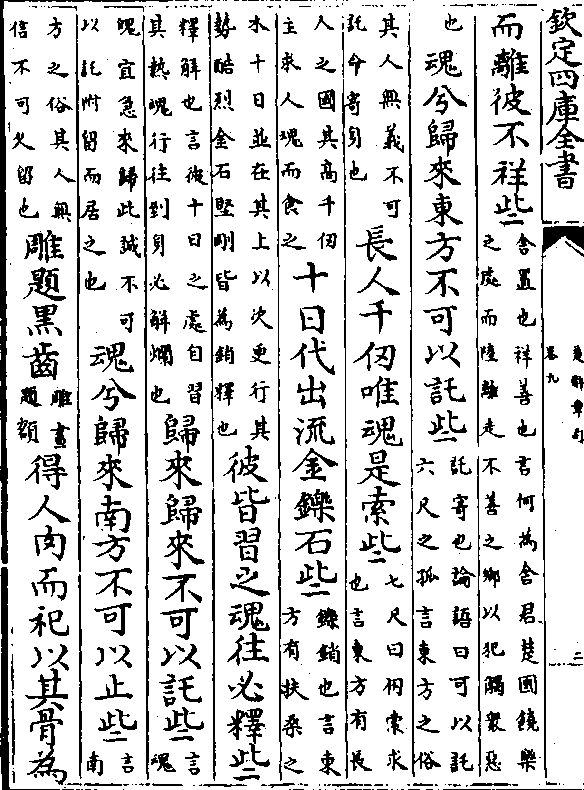 欽定四庫全書
楚辭章句
卷九
二
而離彼不祥些舍置也祥善也言何為舍君楚國饒樂
之處而陸離走不善之鄉以犯觸衆惡
也魂兮歸來東方不可以託些託寄也論語曰可以託
六尺之孤言東方之俗
其人無義不可
託命寄身也長人千仞唯魂是索些七尺曰仞索求
也言東方有長
人之國其高千仞
主求人魂而食之十日代出流金鑠石些鑠銷也言東
方有扶桑之
木十日並在其上以次更行其
勢酷烈金石堅剛皆為銷釋也彼皆習之魂往必釋些
釋解也言彼十日之處自習
其熱魂行往到身必解爛也歸來歸來不可以託些言
魂
魄宜急來歸此誠不可
以託附留而居之也魂兮歸來南方不可以止些言
南
方之俗其人無
信不可久留也雕題黒齒雕畫
題額得人肉而祀以其骨為